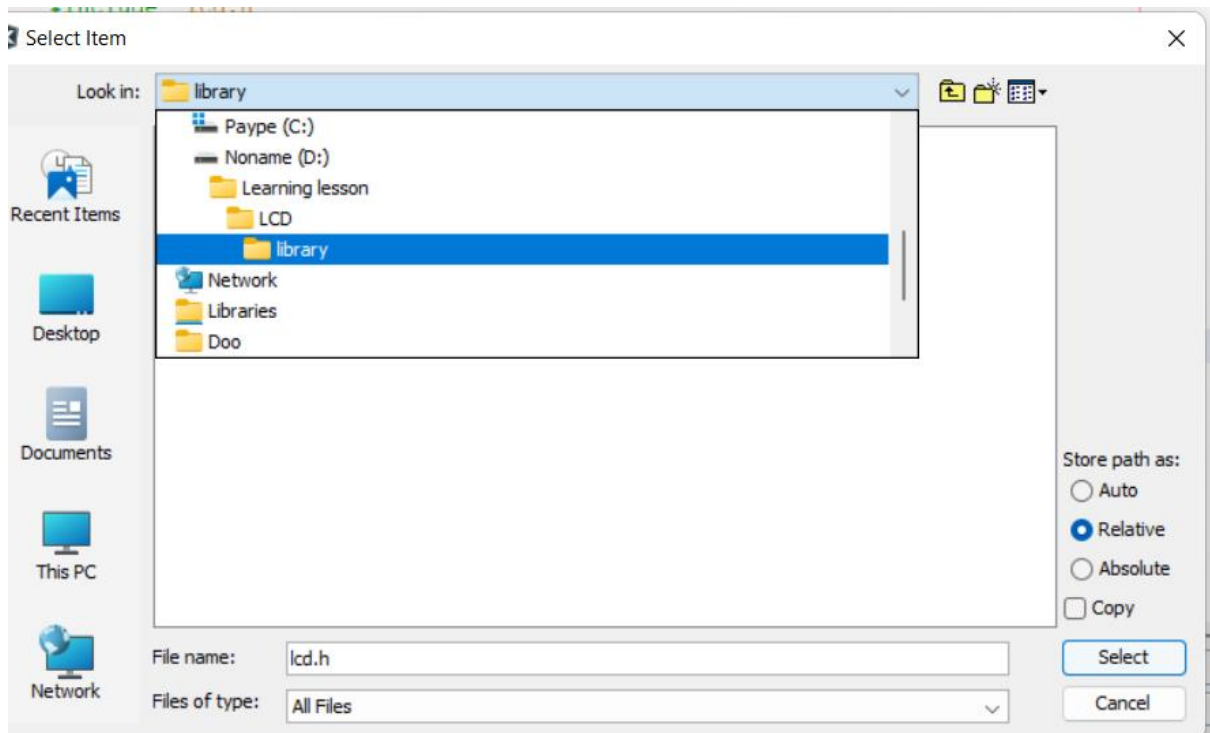 Select Item
Look in:
library
Paype (C:)
Noname (D:)
Learning lesson
LCD
library
Network
Libraries
Doo
Recent Items
Desktop
Documents
This PC
Network
Store path as:
Auto
Relative
Absolute
Copy
File name:
lcd.h
Select
Files of type:
All Files
Cancel